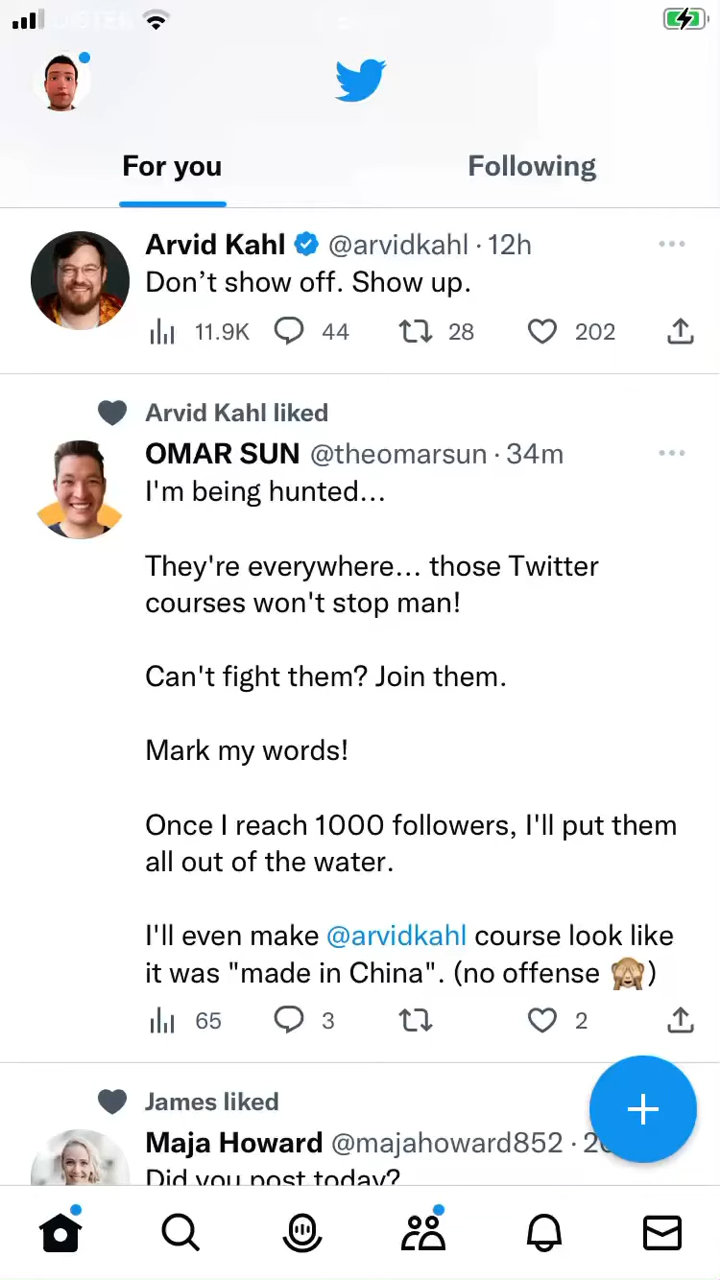 For you
Following
Arvid Kahl @arvidkahl · 12h
Don’t show off. Show up.
11.9K 44 28 202
Arvid Kahl liked
OMAR SUN @theomarsun · 34m
I'm being hunted...
They're everywhere... those Twitter
courses won't stop man!
Can't fight them? Join them.
Mark my words!
Once I reach 1000 followers, I'll put them
all out of the water.
I'll even make @arvidkahl course look like
it was "made in China". (no offense 🙈)
65 3 2
James liked
Maja Howard @majahoward852 ·
Did you post today?